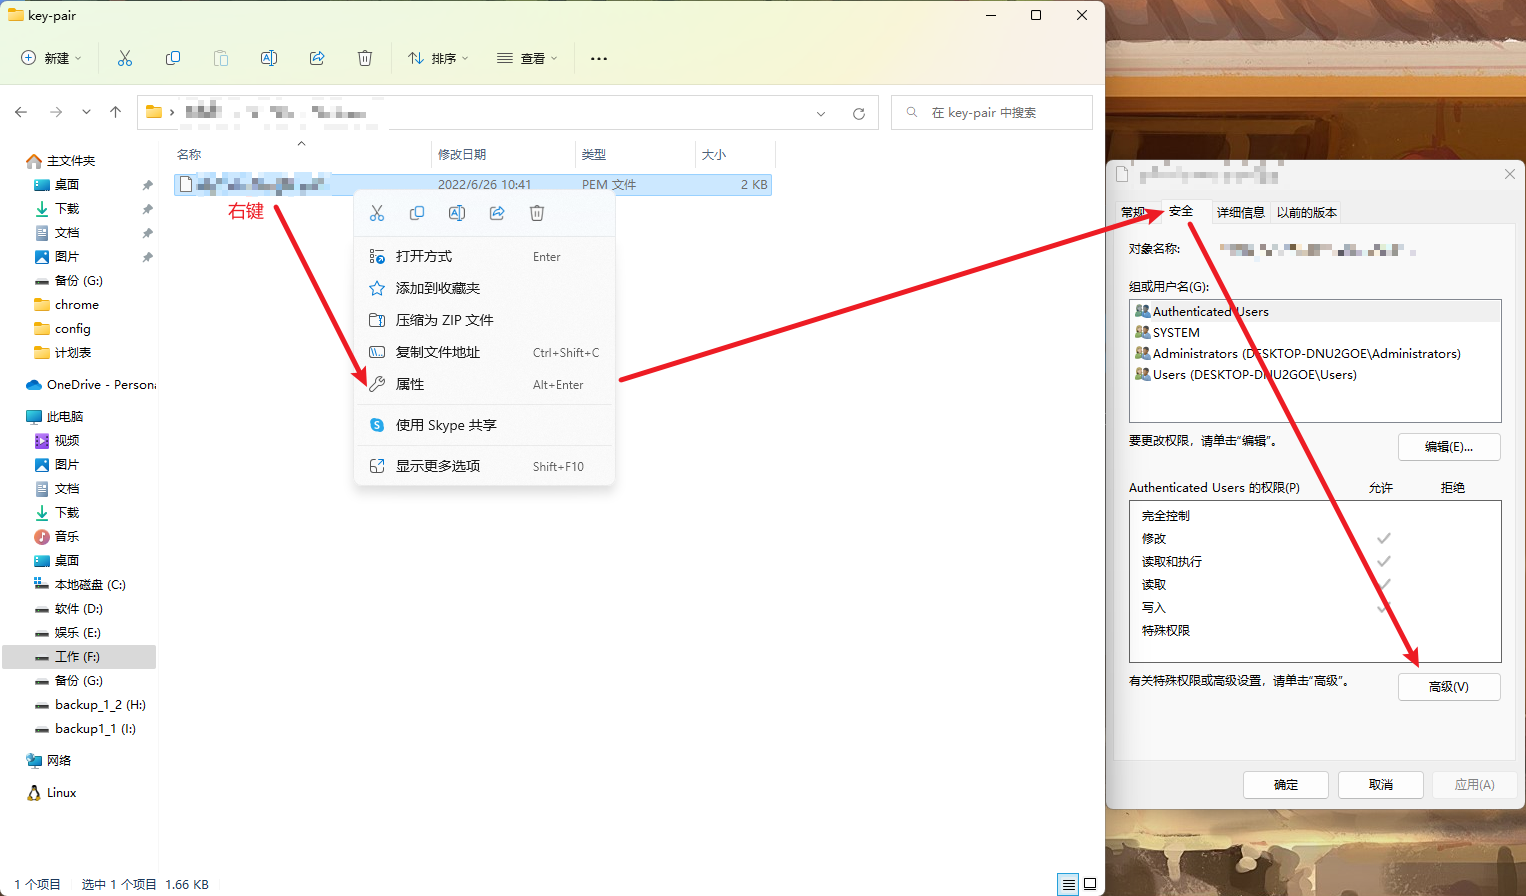 key-pair
新建
排序
查看
在 key-pair 中搜索
名称
修改日期
类型
大小
2022/6/26 10:41
PEM 文件
2 KB
右键
打开方式
Enter
添加到收藏夹
压缩为 ZIP 文件
复制文件地址
Ctrl+Shift+C
属性
Alt+Enter
使用 Skype 共享
显示更多选项
Shift+F10
主文件夹
桌面
下载
文档
图片
备份 (G:)
chrome
config
计划表
OneDrive - Persona
此电脑
视频
图片
文档
下载
音乐
桌面
本地磁盘 (C:)
软件 (D:)
娱乐 (E:)
工作 (F:)
备份 (G:)
backup_1_2 (H:)
backup1_1 (I:)
网络
Linux
1 个项目
选中 1 个项目 1.66 KB
常规
安全
详细信息
以前的版本
对象名称:
组或用户名(G):
Authenticated Users
SYSTEM
Administrators (DESKTOP-DNU2GOE\Administrators)
Users (DESKTOP-DNU2GOE\Users)
要更改权限，请单击“编辑”。
编辑(E)...
Authenticated Users 的权限(P)
允许
拒绝
完全控制
修改
读取和执行
读取
写入
特殊权限
有关特殊权限或高级设置，请单击“高级”。
高级(V)
确定
取消
应用(A)